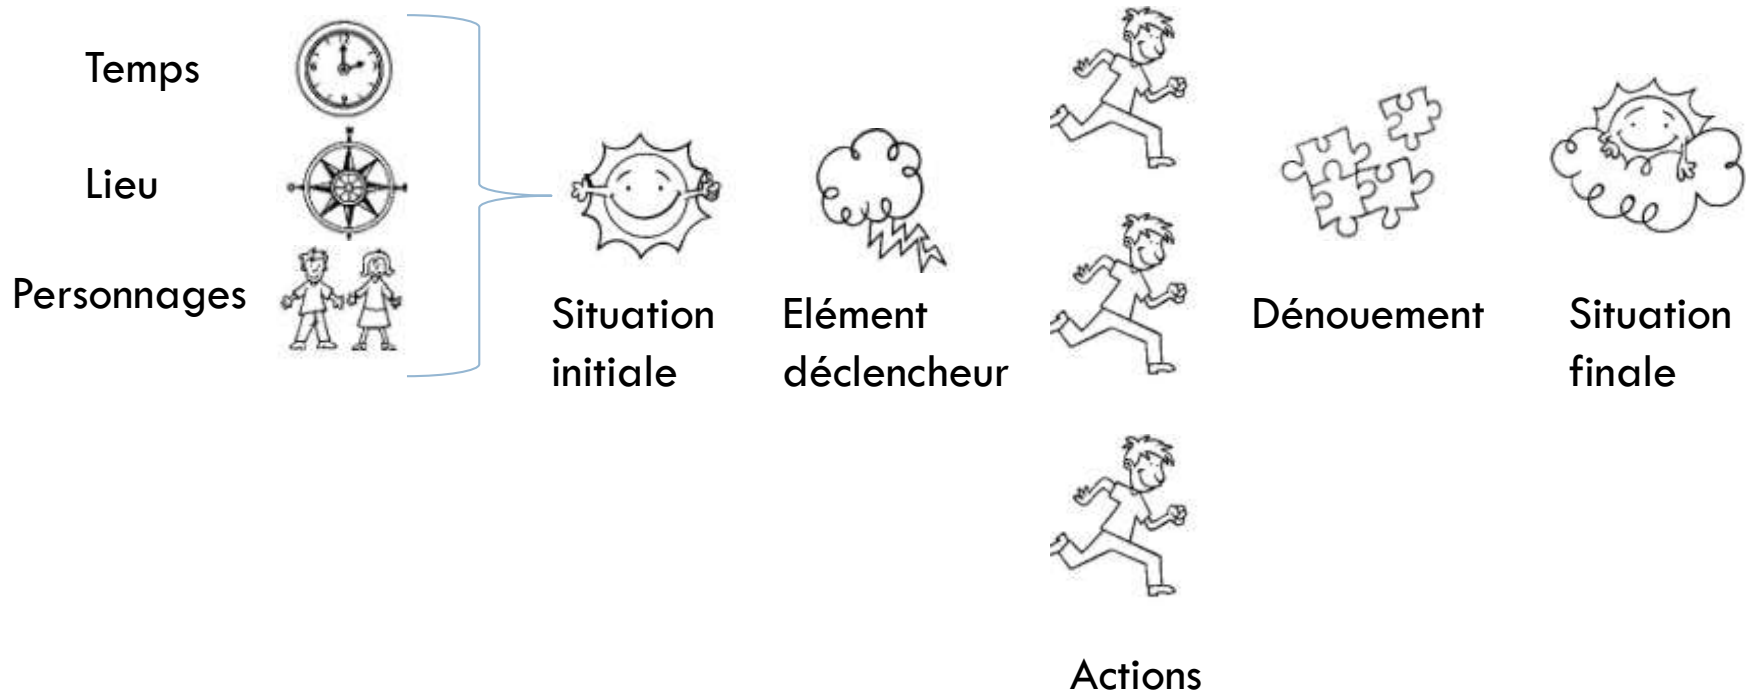 Temps
Lieu
Personnages
Situation
initiale
Elément
déclencheur
Actions
Dénouement
Situation
finale